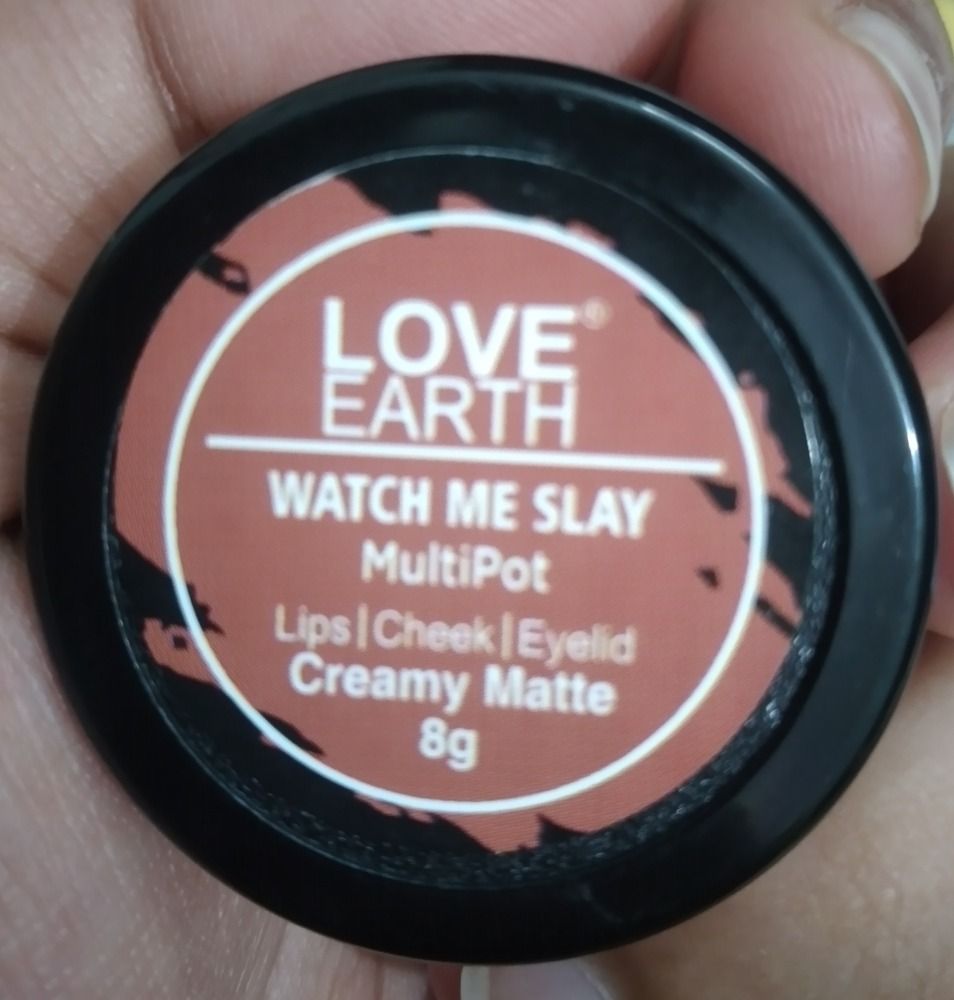 LOVE®
EARTH
WATCH ME SLAY
MultiPot
Lips|Cheek|Eyelid
Creamy Matte
8g